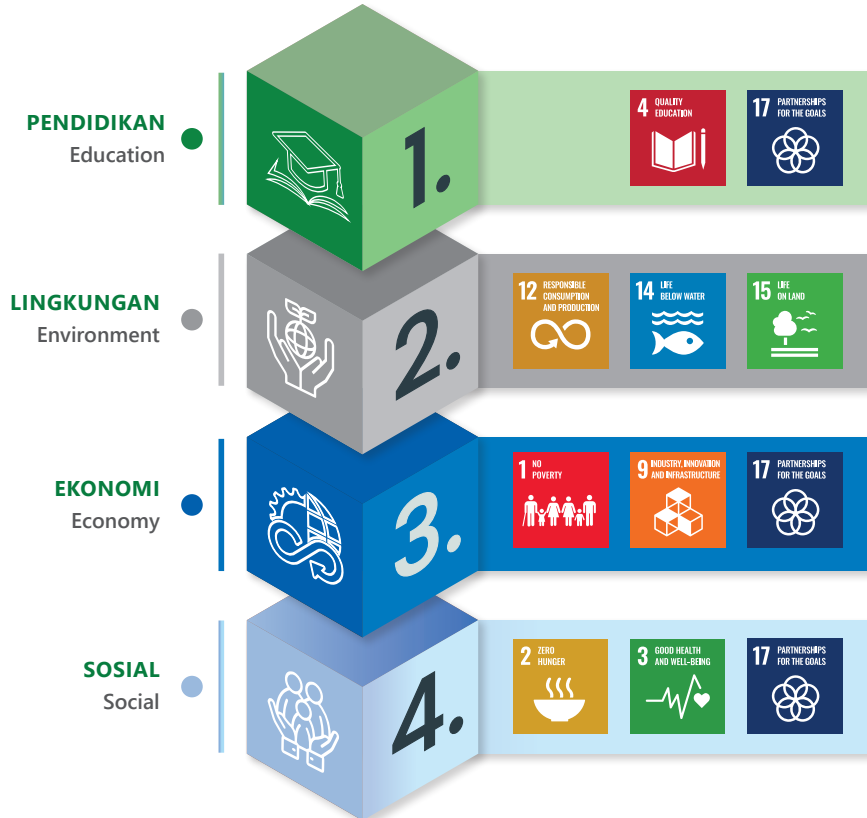 PENDIDIKAN
Education
1.
4 QUALITY
EDUCATION
17 PARTNERSHIPS
FOR THE GOALS
LINGKUNGAN
Environment
2.
12 RESPONSIBLE
CONSUMPTION
AND PRODUCTION
14 LIFE
BELOW WATER
15 LIFE
ON LAND
EKONOMI
Economy
3.
1 NO
POVERTY
9 INDUSTRY, INNOVATION
AND INFRASTRUCTURE
17 PARTNERSHIPS
FOR THE GOALS
SOSIAL
Social
4.
2 ZERO
HUNGER
3 GOOD HEALTH
AND WELL-BEING
17 PARTNERSHIPS
FOR THE GOALS